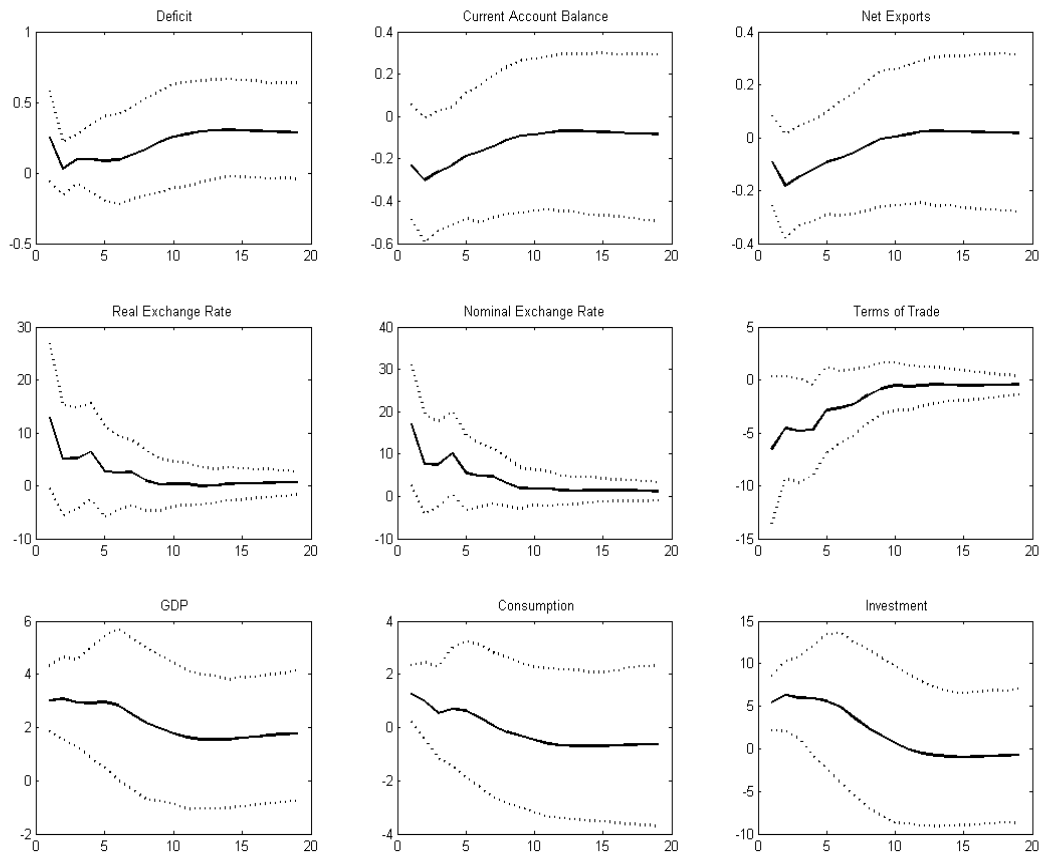 Deficit Current Account Balance Net Exports
1 0.4 0.4
0.2 0.2
0.5 0 0
-0.2 -0.2
0 -0.4
-0.5 -0.6 -0.4
0 5 10 15 20 0 5 10 15 20 0 5 10 15 20
Real Exchange Rate Nominal Exchange Rate Terms of Trade
30 40 5
20 30 0
20
10 -5
10
0 0 -10
-10 -10 -15
0 5 10 15 20 0 5 10 15 20 0 5 10 15 20
GDP Consumption Investment
6 4 15
4 2 10
5
2 0
0
0 -2 -5
-2 -4 -10
0 5 10 15 20 0 5 10 15 20 0 5 10 15 20